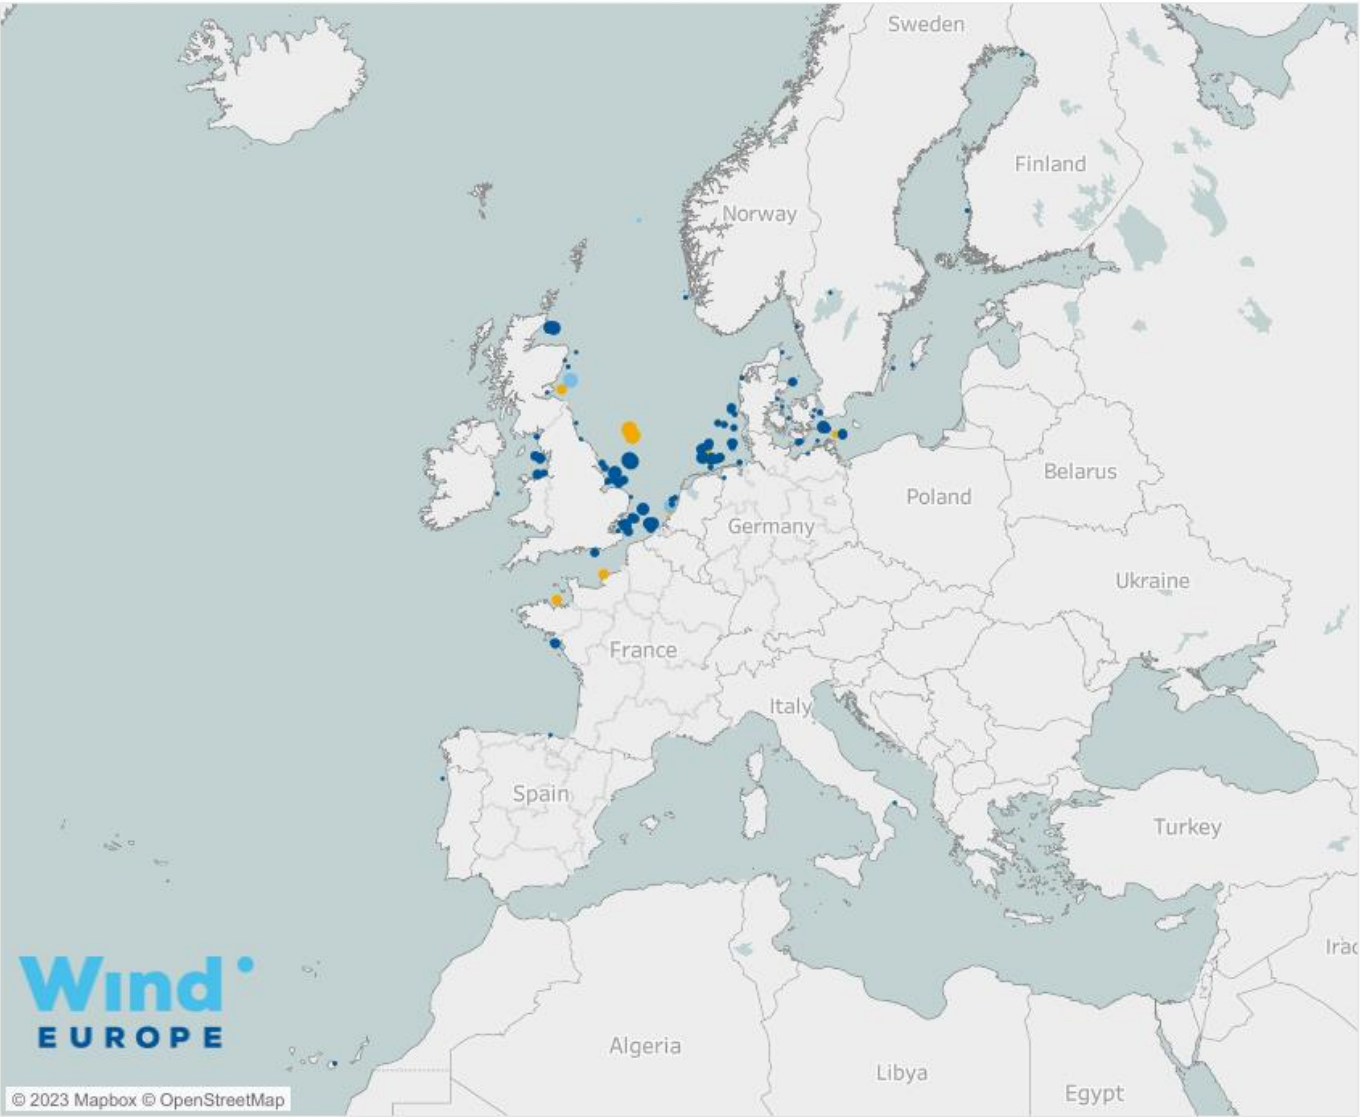 Sweden
Finland
Norway
Belarus
Poland
Germany
Ukraine
France
Italy
Spain
Turkey
Wind
EUROPE
Irac
Algeria
Libya
Egypt
© 2023 Mapbox © OpenStreetMap